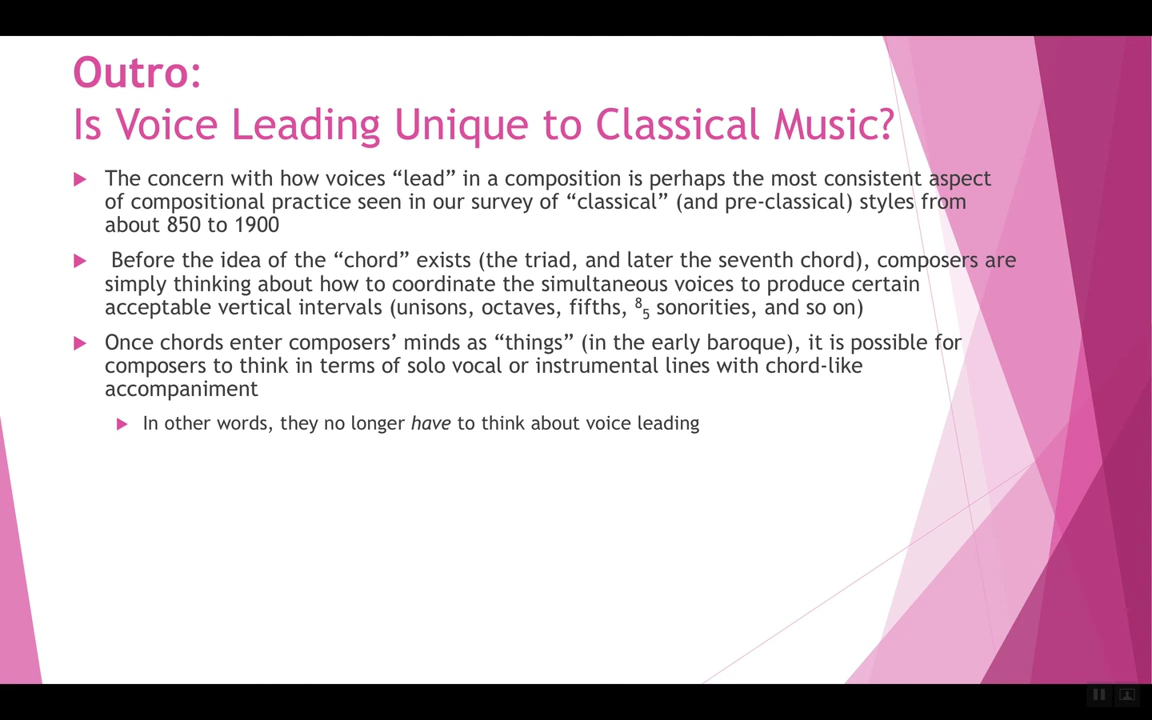 Outro:
Is Voice Leading Unique to Classical Music?
The concern with how voices “lead” in a composition is perhaps the most consistent aspect
of compositional practice seen in our survey of “classical” (and pre-classical) styles from
about 850 to 1900
Before the idea of the “chord” exists (the triad, and later the seventh chord), composers are
simply thinking about how to coordinate the simultaneous voices to produce certain
acceptable vertical intervals (unisons, octaves, fifths, ⁸₅ sonorities, and so on)
Once chords enter composers’ minds as “things” (in the early baroque), it is possible for
composers to think in terms of solo vocal or instrumental lines with chord-like
accompaniment
In other words, they no longer have to think about voice leading